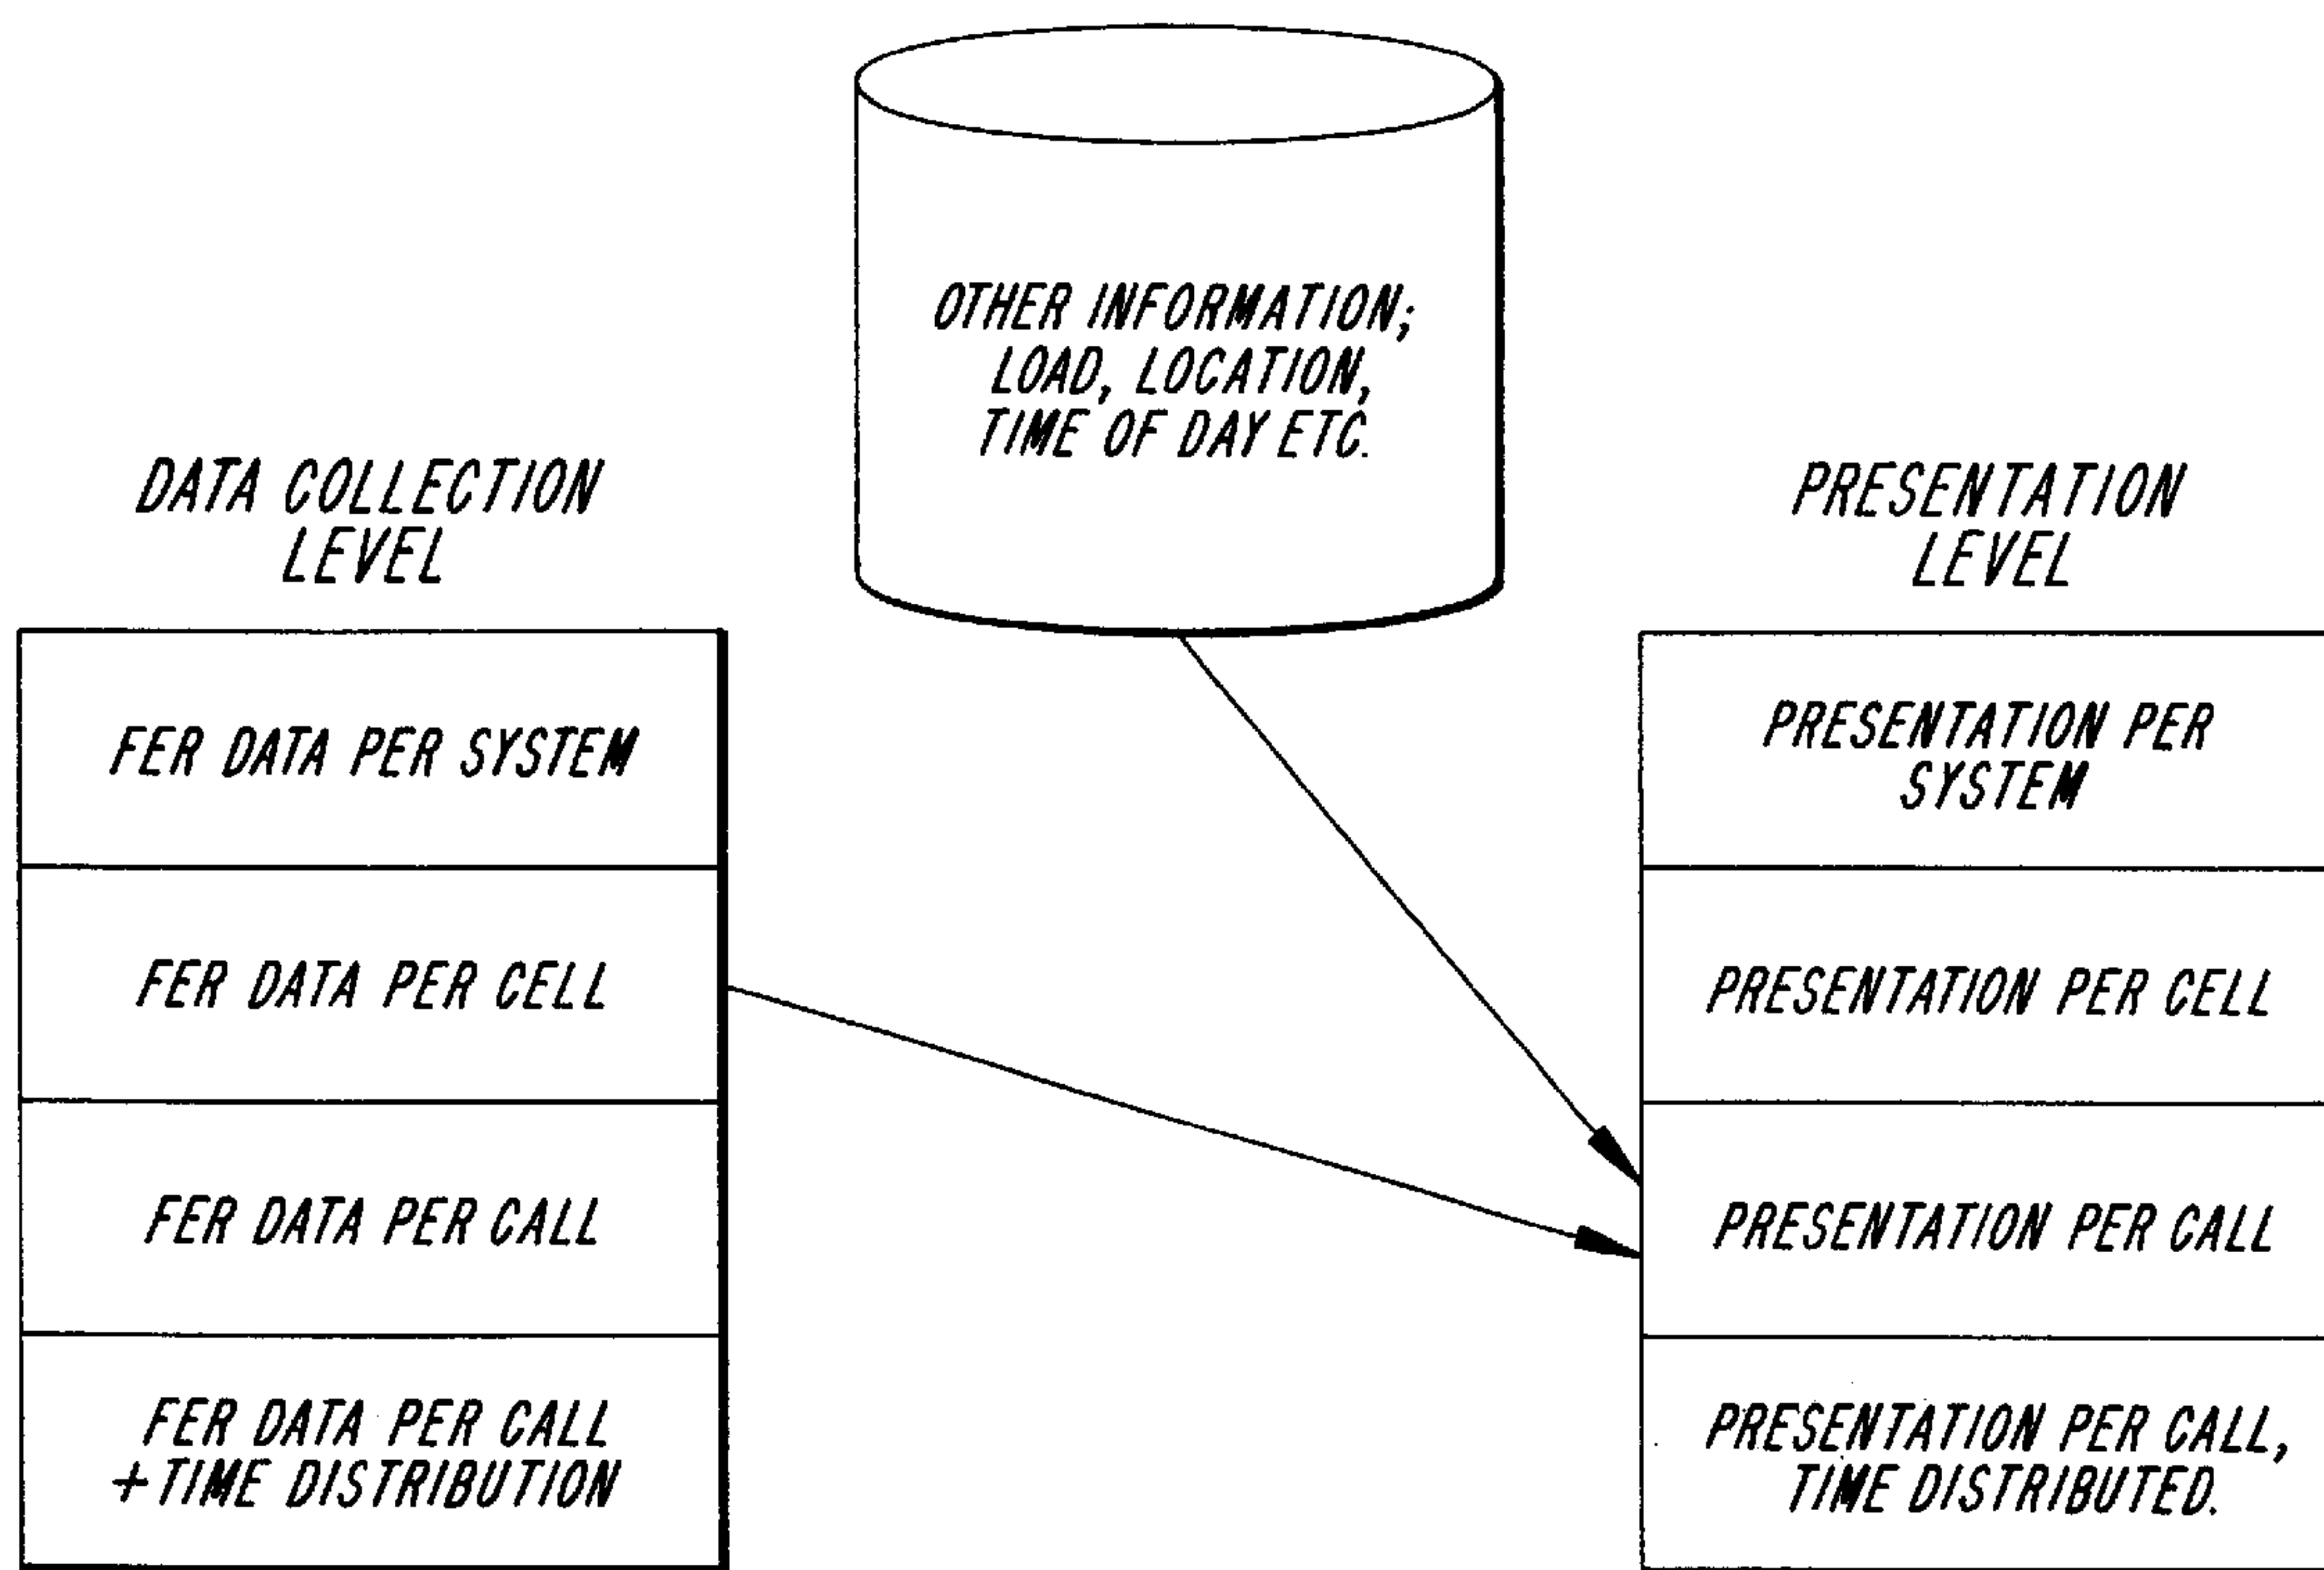 OTHER INFORMATION;
LOAD, LOCATION,
TIME OF DAY ETC.
DATA COLLECTION
LEVEL
FER DATA PER SYSTEM
FER DATA PER CELL
FER DATA PER CALL
FER DATA PER CALL
+TIME DISTRIBUTION
PRESENTATION
LEVEL
PRESENTATION PER
SYSTEM
PRESENTATION PER CELL
PRESENTATION PER CALL
PRESENTATION PER CALL,
TIME DISTRIBUTED.